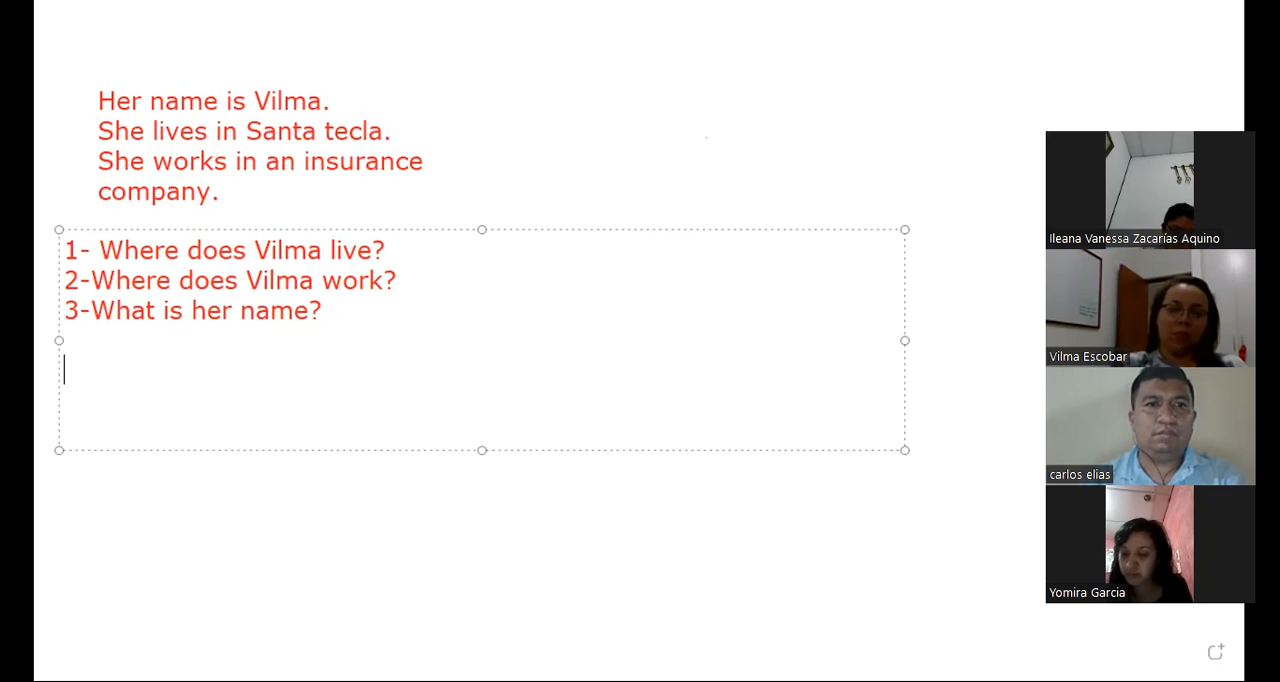 Her name is Vilma.
She lives in Santa tecla.
She works in an insurance
company.
1- Where does Vilma live?
2-Where does Vilma work?
3-What is her name?
Ileana Vanessa Zacarías Aquino
Vilma Escobar
carlos elias
Yomira Garcia